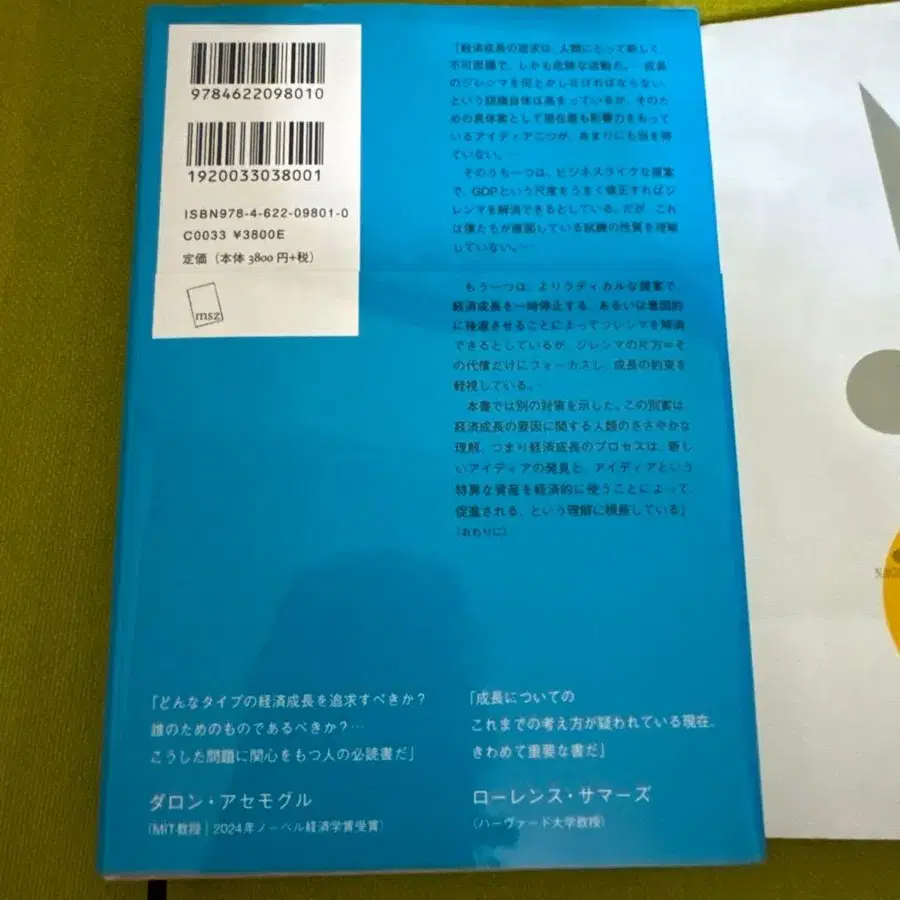 9784622098010
1920033038001
ISBN978-4-622-09801-0
C0033 ¥3800E
定価（本体3800円+税）
msz
「経済成長の追求は、人類にとって新しく、
不可思議で、しかも危険な活動だ。…成長
のジレンマを何とかしなければならない、
という認識自体は高まっているが、そのた
めの具体案として現在最も影響力をもって
いるアイディア二つが、あまりにも当を得
ていない。…
そのうち一つは、ビジネスライクな提案
で、GDPという尺度をうまく修正すればジ
レンマを解消できるとしている。だが、これ
は僕たちが直面している試練の性質を理解
していない。…
もう一つは、よりラディカルな提案で、
経済成長を一時停止する、あるいは意図的
に後退させることによってジレンマを解消
できるとしているが、ジレンマの片方＝そ
の代償だけにフォーカスし、成長の約束を
軽視している。…
本書では別の対策を示した。この別案は、
経済成長の要因に関する人類のささやかな
理解、つまり経済成長のプロセスは、新し
いアイディアの発見と、アイディアという
特異な資産を経済的に使うことによって、
促進される、という理解に根差している」
（おわりに）
「どんなタイプの経済成長を追求すべきか？
誰のためのものであるべきか？…
こうした問題に関心をもつ人の必読書だ」
ダロン・アセモグル
（MIT教授｜2024年ノーベル経済学賞受賞）
「成長についての
これまでの考え方が疑われている現在、
きわめて重要な書だ」
ローレンス・サマーズ
（ハーヴァード大学教授）